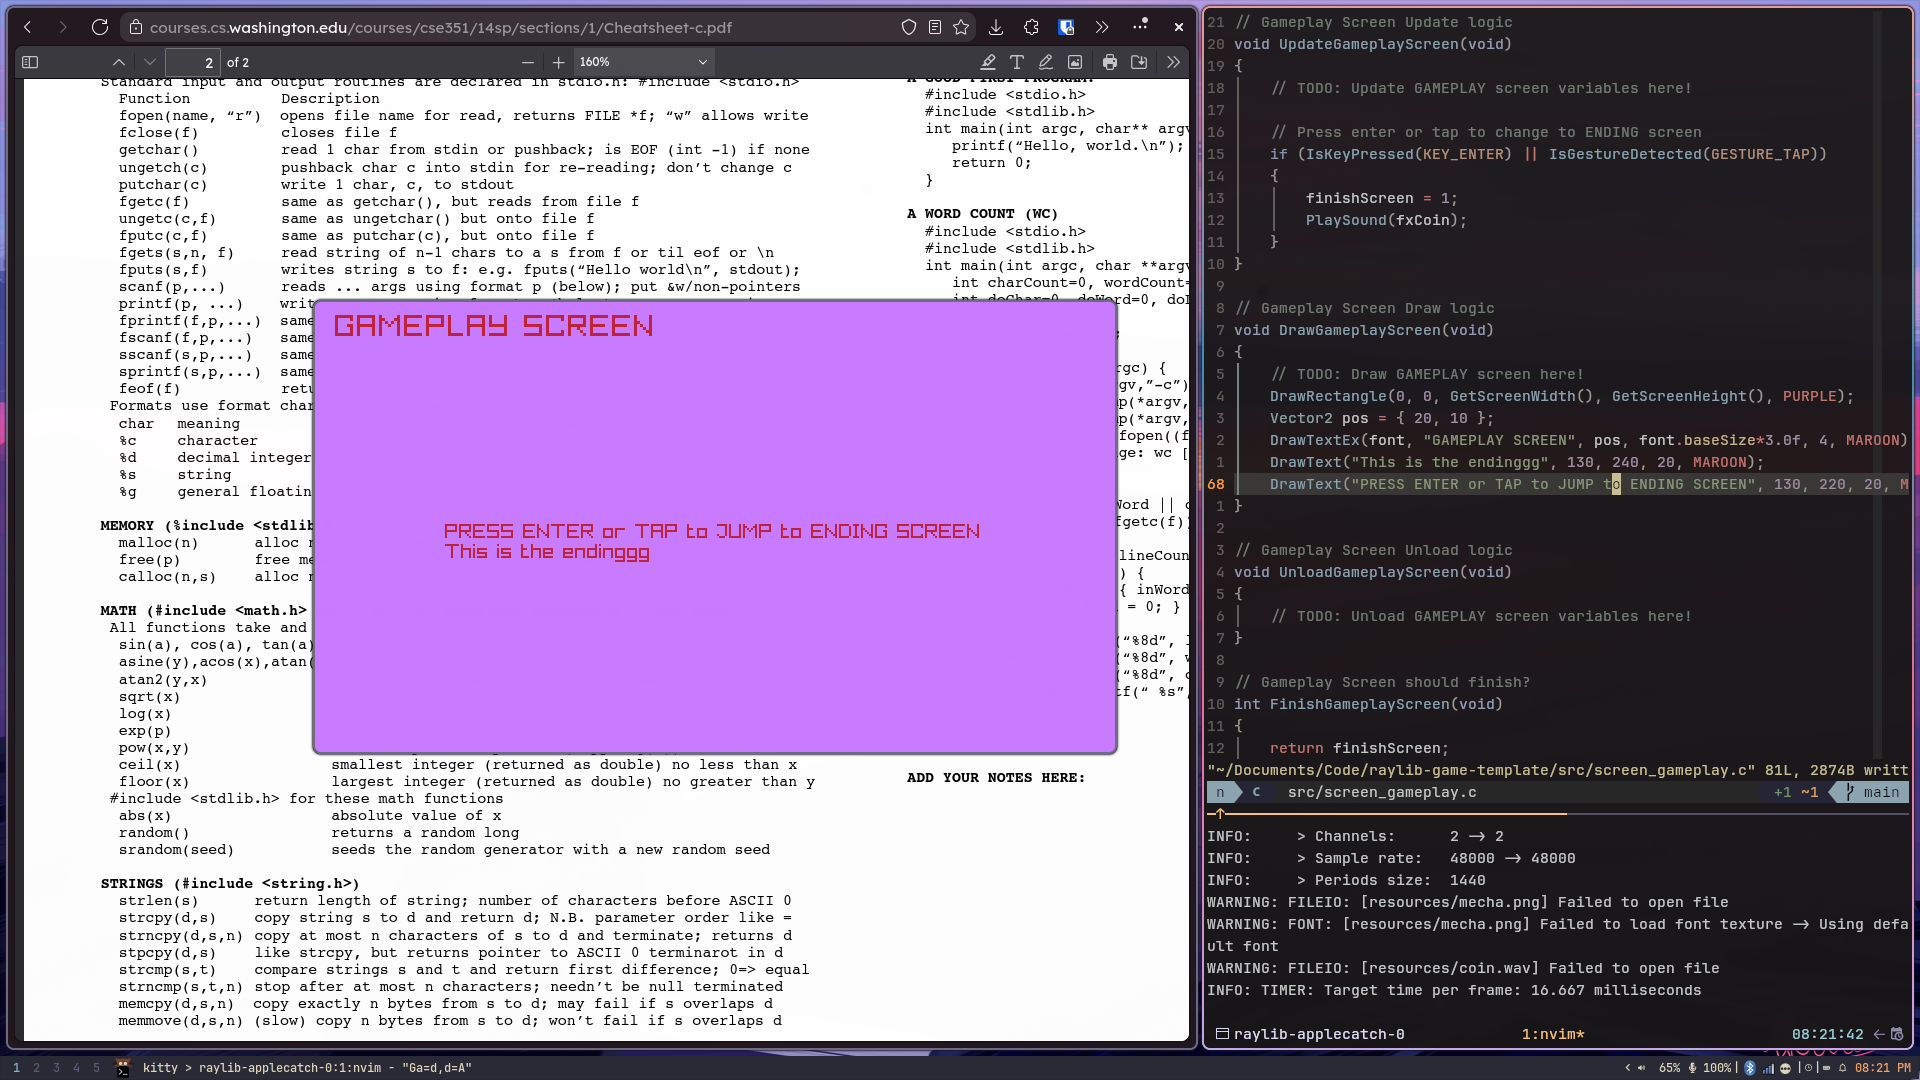 courses.cs.washington.edu/courses/cse351/14sp/sections/1/Cheatsheet-c.pdf
2 of 2
160%
Standard input and output routines are declared in stdio.h: #include <stdio.h>
Function Description
fopen(name, “r”) opens file name for read, returns FILE *f; “w” allows write
fclose(f) closes file f
getchar() read 1 char from stdin or pushback; is EOF (int -1) if none
ungetch(c) pushback char c into stdin for re-reading; don’t change c
putchar(c) write 1 char, c, to stdout
fgetc(f) same as getchar(), but reads from file f
ungetc(c,f) same as ungetchar() but onto file f
fputc(c,f) same as putchar(c), but onto file f
fgets(s,n, f) read string of n-1 chars to a s from f or til eof or \n
fputs(s,f) writes string s to f: e.g. fputs(“Hello world\n”, stdout);
scanf(p,...) reads ... args using format p (below); put &w/non-pointers
printf(p, ...) writ
fprintf(f,p,...) same
fscanf(f,p,...) same
sscanf(s,p,...) same
sprintf(s,p,...) same
feof(f) retu
Formats use format char
char meaning
%c character
%d decimal integer
%s string
%g general floatin
MEMORY (%include <stdlib
malloc(n) alloc n
free(p) free me
calloc(n,s) alloc n
MATH (#include <math.h>
All functions take and
sin(a), cos(a), tan(a)
asine(y),acos(x),atan(
atan2(y,x)
sqrt(x)
log(x)
exp(p)
pow(x,y)
ceil(x) smallest integer (returned as double) no less than x
floor(x) largest integer (returned as double) no greater than y
#include <stdlib.h> for these math functions
abs(x) absolute value of x
random() returns a random long
srandom(seed) seeds the random generator with a new random seed
STRINGS (#include <string.h>)
strlen(s) return length of string; number of characters before ASCII 0
strcpy(d,s) copy string s to d and return d; N.B. parameter order like =
strncpy(d,s,n) copy at most n characters of s to d and terminate; returns d
stpcpy(d,s) like strcpy, but returns pointer to ASCII 0 terminarot in d
strcmp(s,t) compare strings s and t and return first difference; 0=> equal
strncmp(s,t,n) stop after at most n characters; needn’t be null terminated
memcpy(d,s,n) copy exactly n bytes from s to d; may fail if s overlaps d
memmove(d,s,n) (slow) copy n bytes from s to d; won’t fail if s overlaps d
A GOOD FIRST PROGRAM:
#include <stdio.h>
#include <stdlib.h>
int main(int argc, char** argv
printf(“Hello, world.\n”);
return 0;
}
A WORD COUNT (WC)
#include <stdio.h>
#include <stdlib.h>
int main(int argc, char **argv
int charCount=0, wordCount=
int doChar=0, doWord=0, doL
;
rgc) {
gv,”-c”)
p(*argv,
p(*argv,
fopen((f
ge: wc [
Word || c
fgetc(f))
lineCoun
) {
{ inWord
= 0; }
(“%8d”, l
(“%8d”, w
(“%8d”, c
tf(“ %s”,
ADD YOUR NOTES HERE:
GAMEPLAY SCREEN
PRESS ENTER or TAP to JUMP to ENDING SCREEN
This is the endinggg
21 // Gameplay Screen Update logic
20 void UpdateGameplayScreen(void)
19 {
18 // TODO: Update GAMEPLAY screen variables here!
17
16 // Press enter or tap to change to ENDING screen
15 if (IsKeyPressed(KEY_ENTER) || IsGestureDetected(GESTURE_TAP))
14 {
13 finishScreen = 1;
12 PlaySound(fxCoin);
11 }
10 }
9
8 // Gameplay Screen Draw logic
7 void DrawGameplayScreen(void)
6 {
5 // TODO: Draw GAMEPLAY screen here!
4 DrawRectangle(0, 0, GetScreenWidth(), GetScreenHeight(), PURPLE);
3 Vector2 pos = { 20, 10 };
2 DrawTextEx(font, "GAMEPLAY SCREEN", pos, font.baseSize*3.0f, 4, MAROON)
1 DrawText("This is the endinggg", 130, 240, 20, MAROON);
68 DrawText("PRESS ENTER or TAP to JUMP to ENDING SCREEN", 130, 220, 20, M
1 }
2
3 // Gameplay Screen Unload logic
4 void UnloadGameplayScreen(void)
5 {
6 // TODO: Unload GAMEPLAY screen variables here!
7 }
8
9 // Gameplay Screen should finish?
10 int FinishGameplayScreen(void)
11 {
12 return finishScreen;
"~/Documents/Code/raylib-game-template/src/screen_gameplay.c" 81L, 2874B writt
n C src/screen_gameplay.c +1 ~1 main
INFO: > Channels: 2 -> 2
INFO: > Sample rate: 48000 -> 48000
INFO: > Periods size: 1440
WARNING: FILEIO: [resources/mecha.png] Failed to open file
WARNING: FONT: [resources/mecha.png] Failed to load font texture -> Using defa
ult font
WARNING: FILEIO: [resources/coin.wav] Failed to open file
INFO: TIMER: Target time per frame: 16.667 milliseconds
raylib-applecatch-0 1:nvim* 08:21:42
1 2 3 4 5 kitty > raylib-applecatch-0:1:nvim - "Ga=d,d=A" 65% 100% 08:21 PM